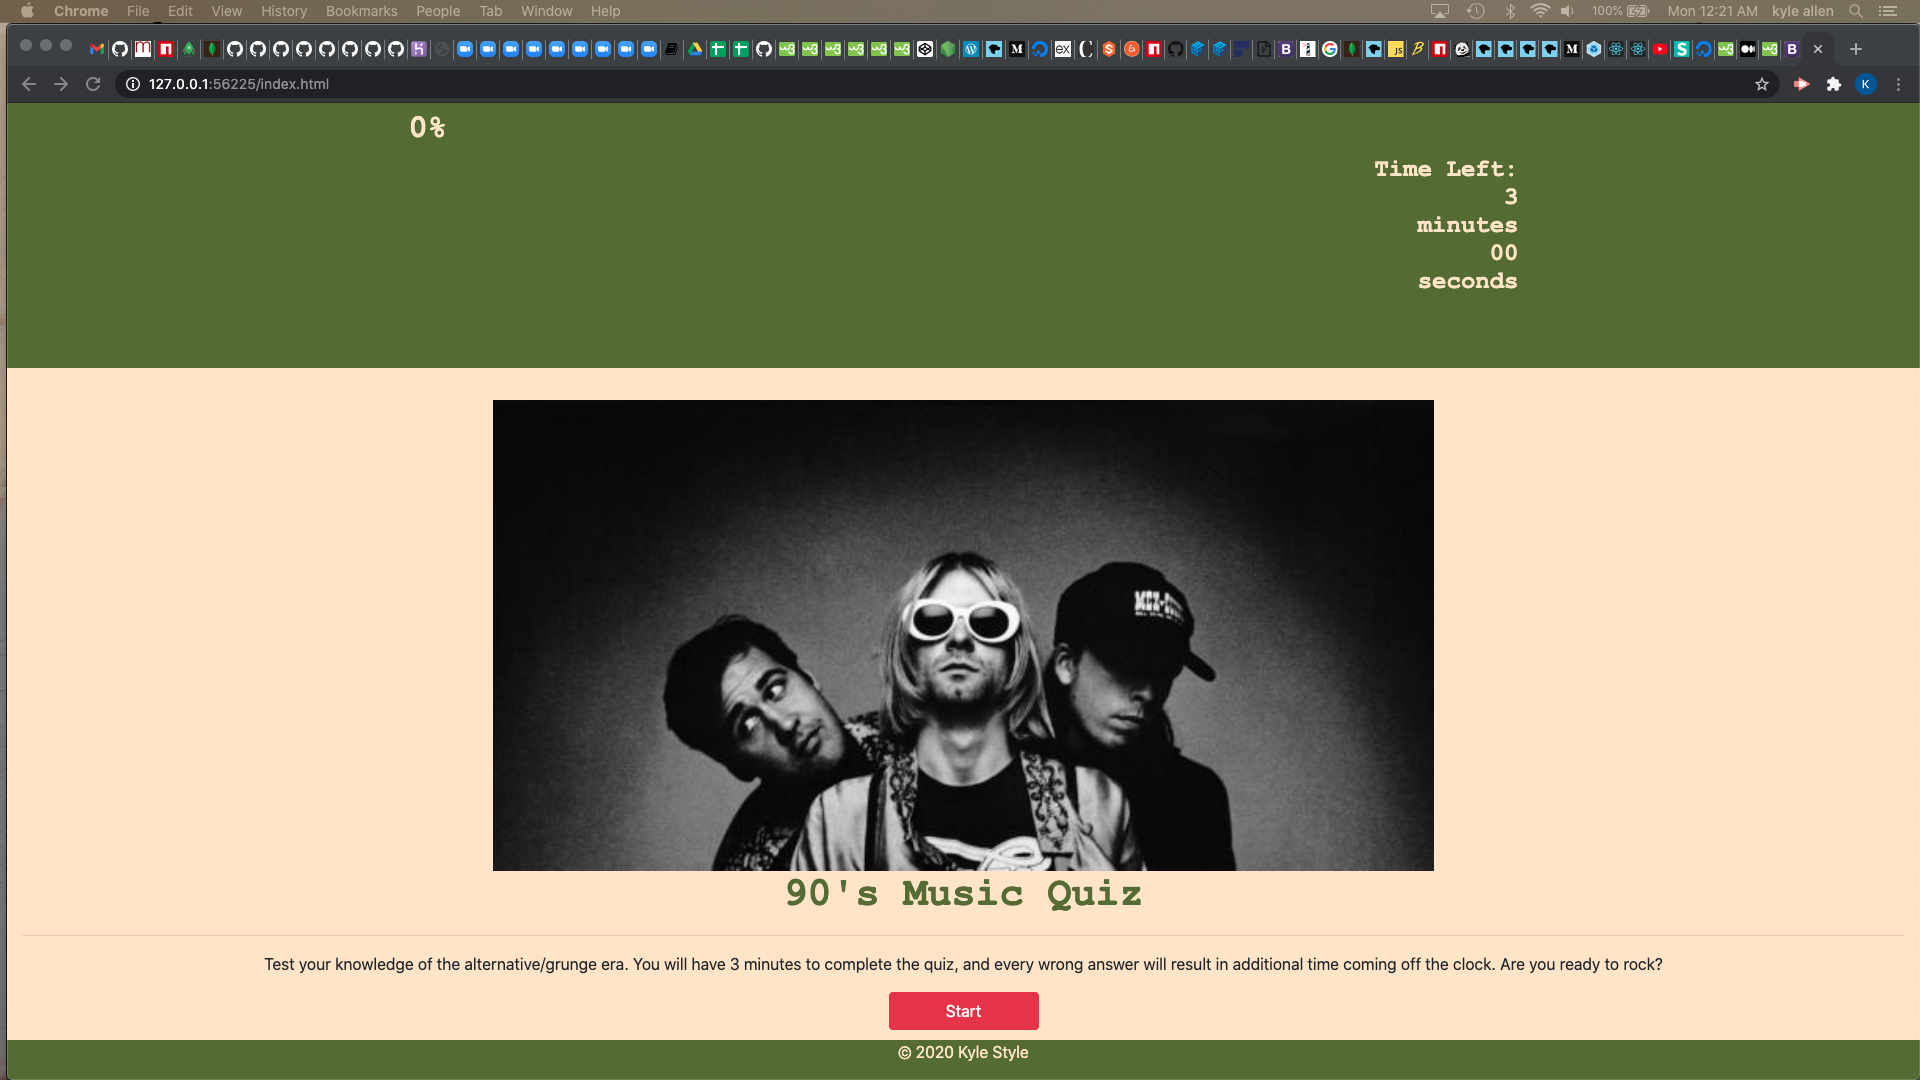 Chrome File Edit View History Bookmarks People Tab Window Help 100% Mon 12:21 AM kyle allen
127.0.0.1:56225/index.html
K
0%
Time Left:
3
minutes
00
seconds
90's Music Quiz
Test your knowledge of the alternative/grunge era. You will have 3 minutes to complete the quiz, and every wrong answer will result in additional time coming off the clock. Are you ready to rock?
Start
© 2020 Kyle Style